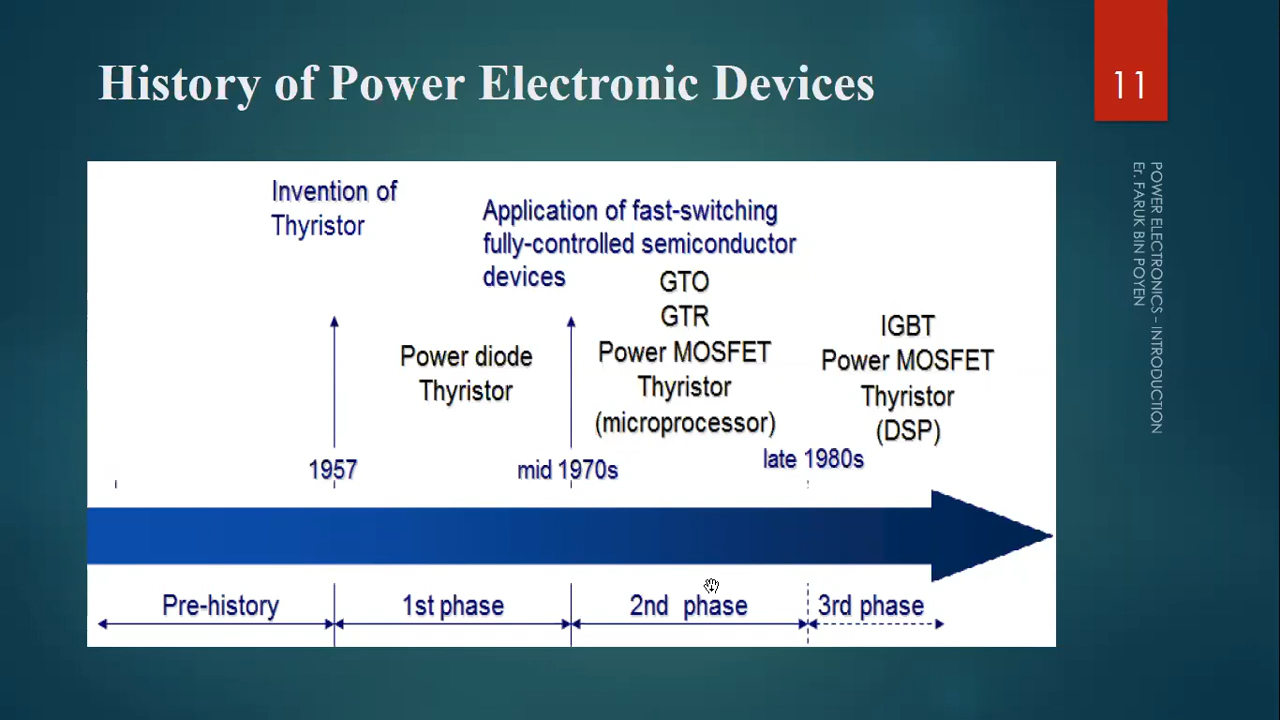 History of Power Electronic Devices
11
POWER ELECTRONICS – INTRODUCTION
Er. FARUK BIN POYEN
Invention of
Thyristor
Application of fast-switching
fully-controlled semiconductor
devices
GTO
GTR
Power MOSFET
Thyristor
(microprocessor)
Power diode
Thyristor
IGBT
Power MOSFET
Thyristor
(DSP)
1957
mid 1970s
late 1980s
Pre-history
1st phase
2nd phase
3rd phase